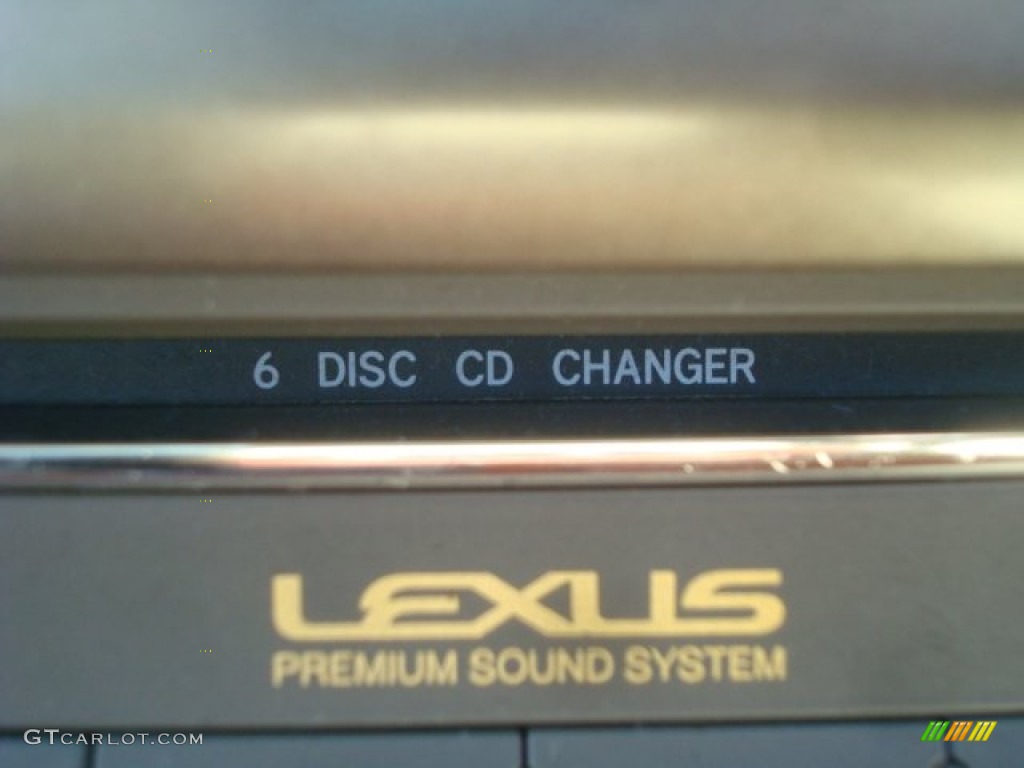 6 DISC CD CHANGER
LEXUS
PREMIUM SOUND SYSTEM
GTCARLOT.COM